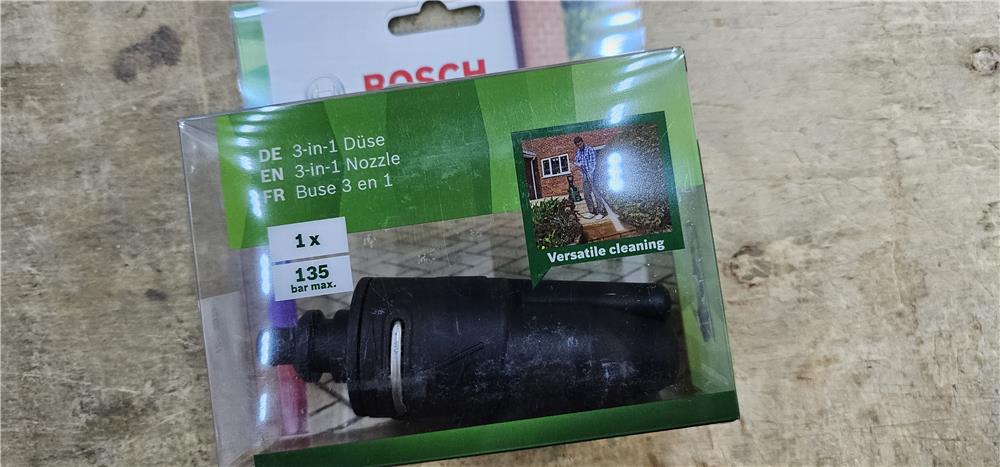 BOSCH
DE 3-in-1 Düse
EN 3-in-1 Nozzle
FR Buse 3 en 1
1 x
135
bar max.
Versatile cleaning